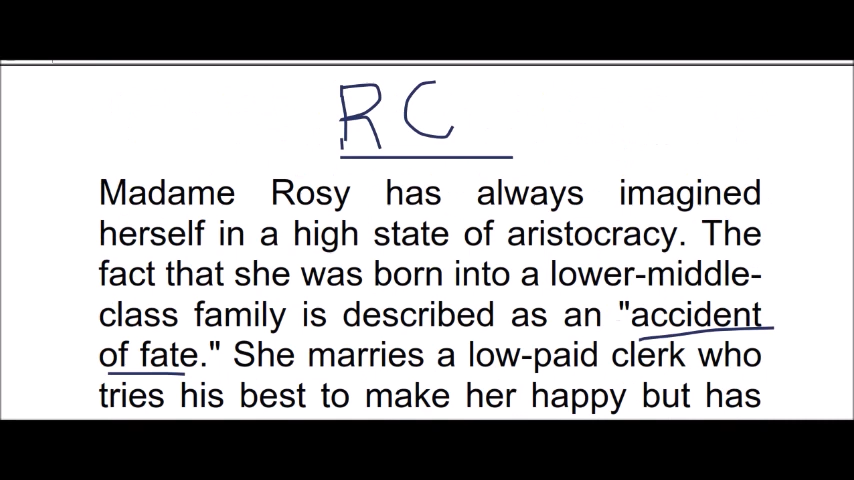 RC
Madame Rosy has always imagined
herself in a high state of aristocracy. The
fact that she was born into a lower-middle-
class family is described as an "accident
of fate." She marries a low-paid clerk who
tries his best to make her happy but has